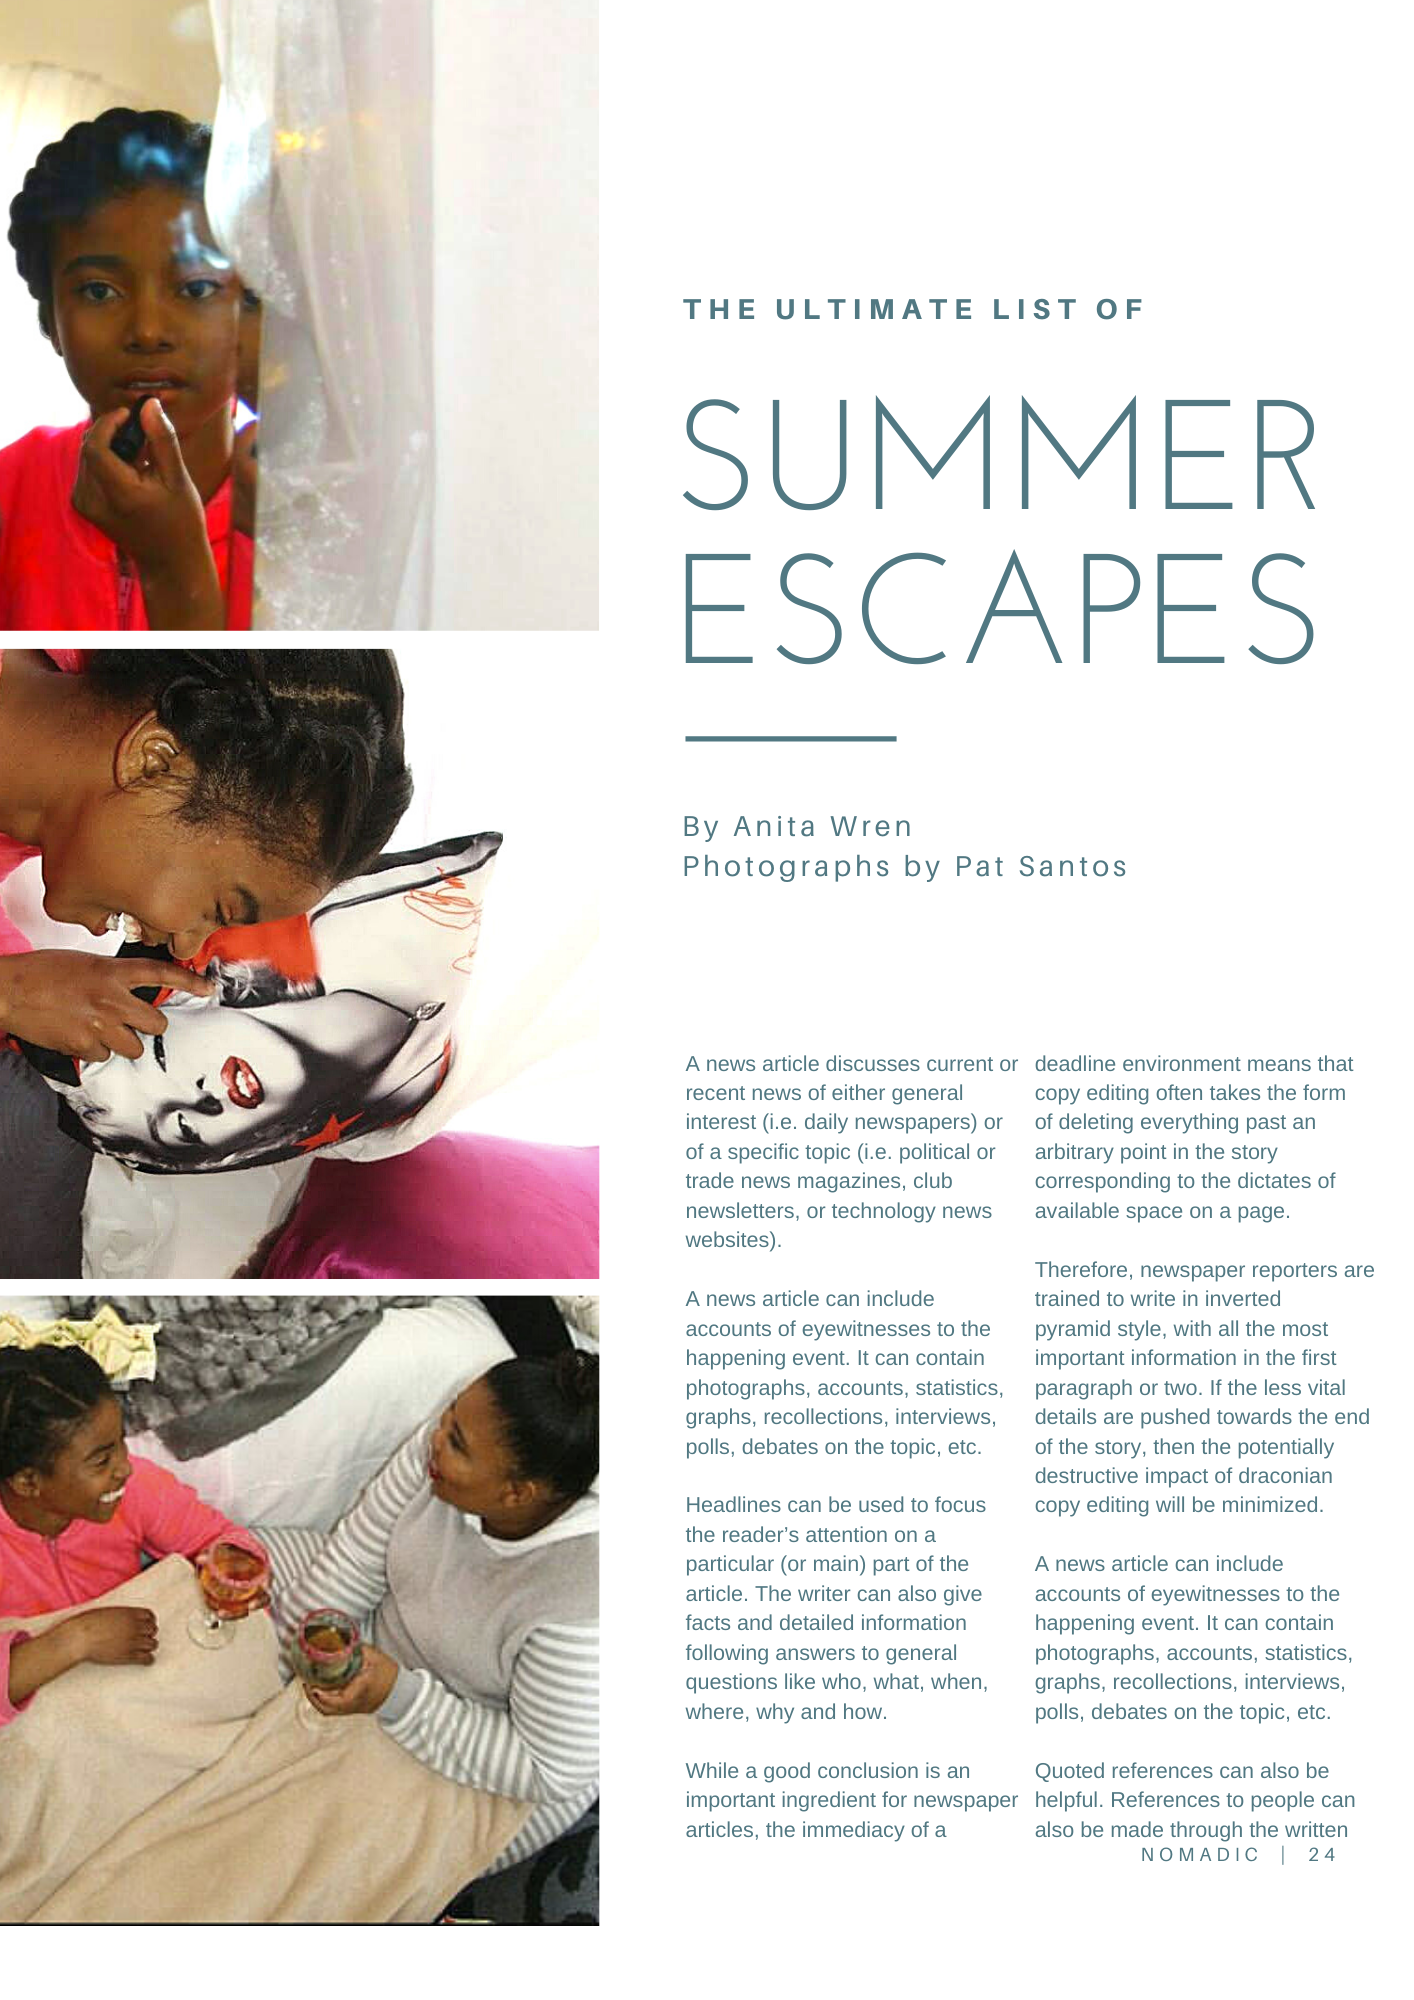 THE ULTIMATE LIST OF
SUMMER
ESCAPES
By Anita Wren
Photographs by Pat Santos
A news article discusses current or
recent news of either general
interest (i.e. daily newspapers) or
of a specific topic (i.e. political or
trade news magazines, club
newsletters, or technology news
websites).
A news article can include
accounts of eyewitnesses to the
happening event. It can contain
photographs, accounts, statistics,
graphs, recollections, interviews,
polls, debates on the topic, etc.
Headlines can be used to focus
the reader’s attention on a
particular (or main) part of the
article. The writer can also give
facts and detailed information
following answers to general
questions like who, what, when,
where, why and how.
While a good conclusion is an
important ingredient for newspaper
articles, the immediacy of a
deadline environment means that
copy editing often takes the form
of deleting everything past an
arbitrary point in the story
corresponding to the dictates of
available space on a page.
Therefore, newspaper reporters are
trained to write in inverted
pyramid style, with all the most
important information in the first
paragraph or two. If the less vital
details are pushed towards the end
of the story, then the potentially
destructive impact of draconian
copy editing will be minimized.
A news article can include
accounts of eyewitnesses to the
happening event. It can contain
photographs, accounts, statistics,
graphs, recollections, interviews,
polls, debates on the topic, etc.
Quoted references can also be
helpful. References to people can
also be made through the written
NOMADIC | 24